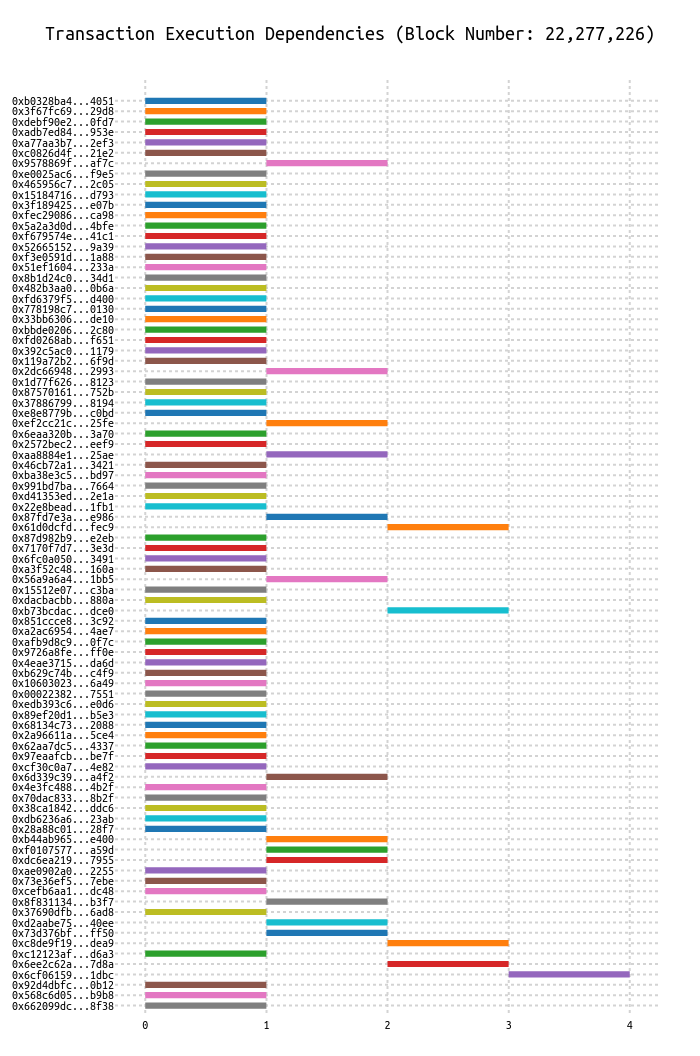 Transaction Execution Dependencies (Block Number: 22,277,226)
0xb0328ba4...4051
0x3f67fc69...29d8
0xdebf90e2...0fd7
0xadb7ed84...953e
0xa77aa3b7...2ef3
0xc0826d4f...21e2
0x9578869f...af7c
0xe0025ac6...f9e5
0x465956c7...2c05
0x15184716...d793
0x3f189425...e07b
0xfec29086...ca98
0x5a2a3d0d...4bfe
0xf679574e...41c1
0x52665152...9a39
0xf3e0591d...1a88
0x51ef1604...233a
0x8b1d24c0...34d1
0x482b3aa0...0b6a
0xfd6379f5...d400
0x778198c7...0130
0x33bb6306...de10
0xbbde0206...2c80
0xfd0268ab...f651
0x392c5ac0...1179
0x119a72b2...6f9d
0x2dc66948...2993
0x1d77f626...8123
0x87570161...752b
0x37886799...8194
0xe8e8779b...c0bd
0xef2cc21c...25fe
0x6eaa320b...3a70
0x2572bec2...eef9
0xaa8884e1...25ae
0x46cb72a1...3421
0xba38e3c5...bd97
0x991bd7ba...7664
0xd41353ed...2e1a
0x22e8bead...1fb1
0x87fd7e3a...e986
0x61d0dcfd...fec9
0x87d982b9...e2eb
0x7170f7d7...3e3d
0x6fc0a050...3491
0xa3f52c48...160a
0x56a9a6a4...1bb5
0x15512e07...c3ba
0xdacbacbb...880a
0xb73bcdac...dce0
0x851ccce8...3c92
0xa2ac6954...4ae7
0xafb9d8c9...0f7c
0x9726a8fe...ff0e
0x4eae3715...da6d
0xb629c74b...c4f9
0x10603023...6a49
0x00022382...7551
0xedb393c6...e0d6
0x89ef20d1...b5e3
0x68134c73...2088
0x2a96611a...5ce4
0x62aa7dc5...4337
0x97eaafcb...be7f
0xcf30c0a7...4e82
0x6d339c39...a4f2
0x4e3fc488...4b2f
0x70dac833...8b2f
0x38ca1842...ddc6
0xdb6236a6...23ab
0x28a88c01...28f7
0xb44ab965...e400
0xf0107577...a59d
0xdc6ea219...7955
0xae0902a0...2255
0x73e36ef5...7ebe
0xcefb6aa1...dc48
0x8f831134...b3f7
0x37690dfb...6ad8
0xd2aabe75...40ee
0x73d376bf...ff50
0xc8de9f19...dea9
0xc12123af...d6a3
0x6ee2c62a...7d8a
0x6cf06159...1dbc
0x92d4dbfc...0b12
0x568c6d05...b9b8
0x662099dc...8f38
0 1 2 3 4